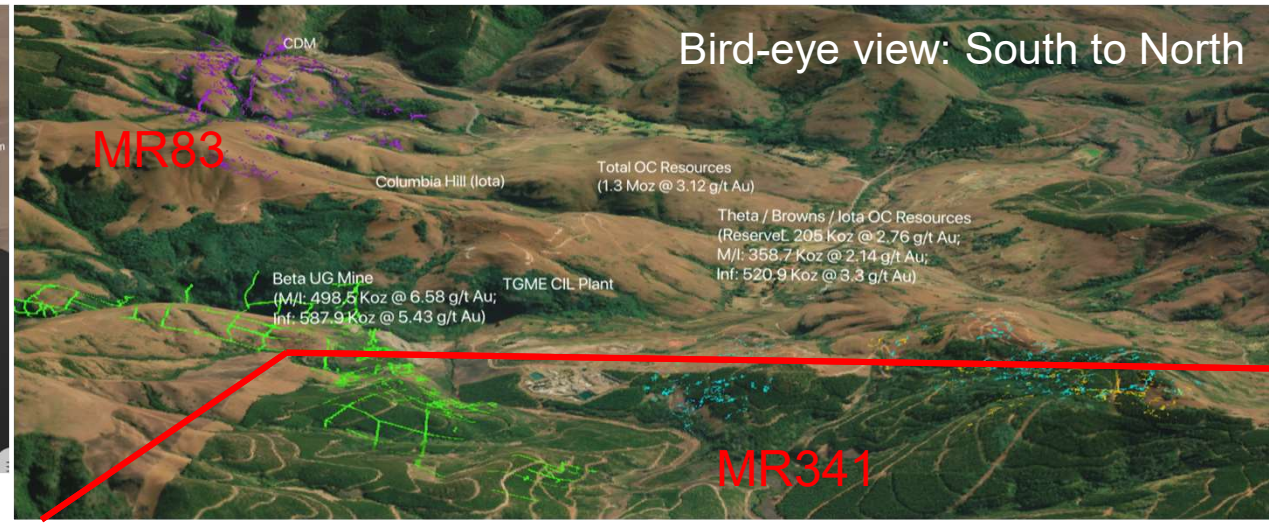 Bird-eye view: South to North
CDM
MR83
Columbia Hill (Iota)
Total OC Resources
(1.3 Moz @ 3.12 g/t Au)
Theta / Browns / Iota OC Resources
(ReserveL 205 Koz @ 2.76 g/t Au;
M/I: 358.7 Koz @ 2.14 g/t Au;
Inf: 520.9 Koz @ 3.3 g/t Au)
Beta UG Mine
(M/I: 498.5 Koz @ 6.58 g/t Au;
Inf: 587.9 Koz @ 5.43 g/t Au)
TGME CIL Plant
MR341